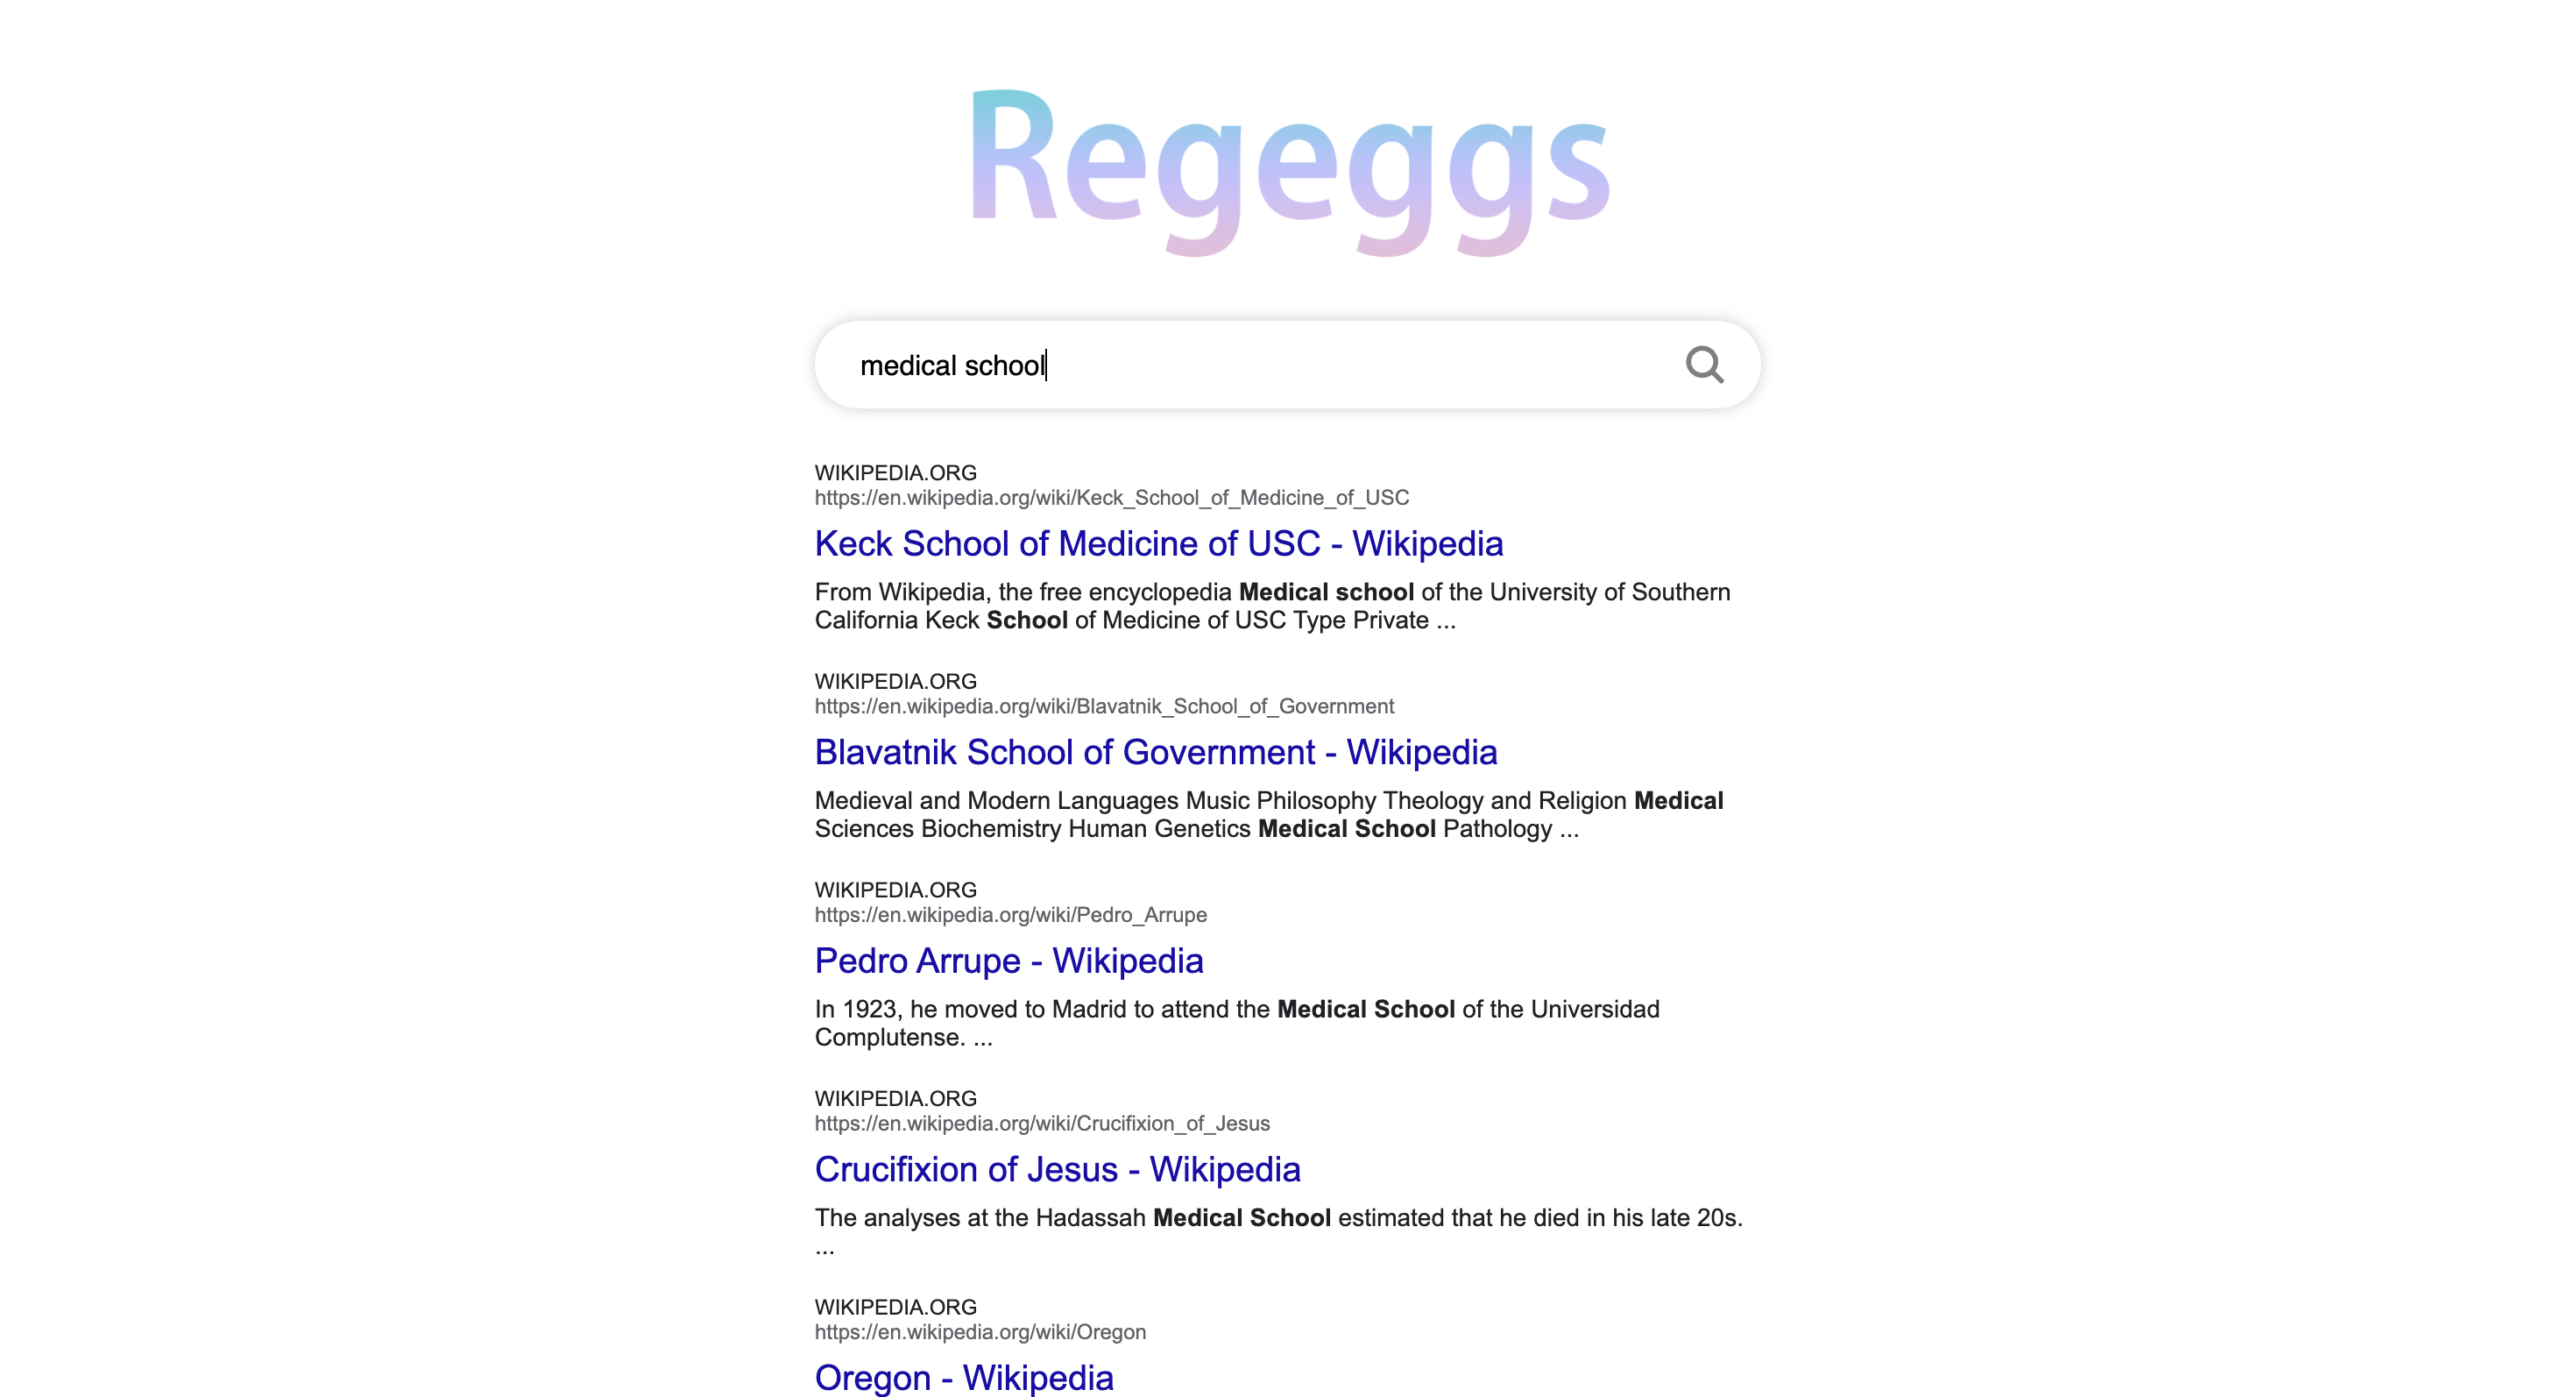 Regeggs
medical school
WIKIPEDIA.ORG
https://en.wikipedia.org/wiki/Keck_School_of_Medicine_of_USC
Keck School of Medicine of USC - Wikipedia
From Wikipedia, the free encyclopedia Medical school of the University of Southern
California Keck School of Medicine of USC Type Private ...
WIKIPEDIA.ORG
https://en.wikipedia.org/wiki/Blavatnik_School_of_Government
Blavatnik School of Government - Wikipedia
Medieval and Modern Languages Music Philosophy Theology and Religion Medical
Sciences Biochemistry Human Genetics Medical School Pathology ...
WIKIPEDIA.ORG
https://en.wikipedia.org/wiki/Pedro_Arrupe
Pedro Arrupe - Wikipedia
In 1923, he moved to Madrid to attend the Medical School of the Universidad
Complutense. ...
WIKIPEDIA.ORG
https://en.wikipedia.org/wiki/Crucifixion_of_Jesus
Crucifixion of Jesus - Wikipedia
The analyses at the Hadassah Medical School estimated that he died in his late 20s.
...
WIKIPEDIA.ORG
https://en.wikipedia.org/wiki/Oregon
Oregon - Wikipedia